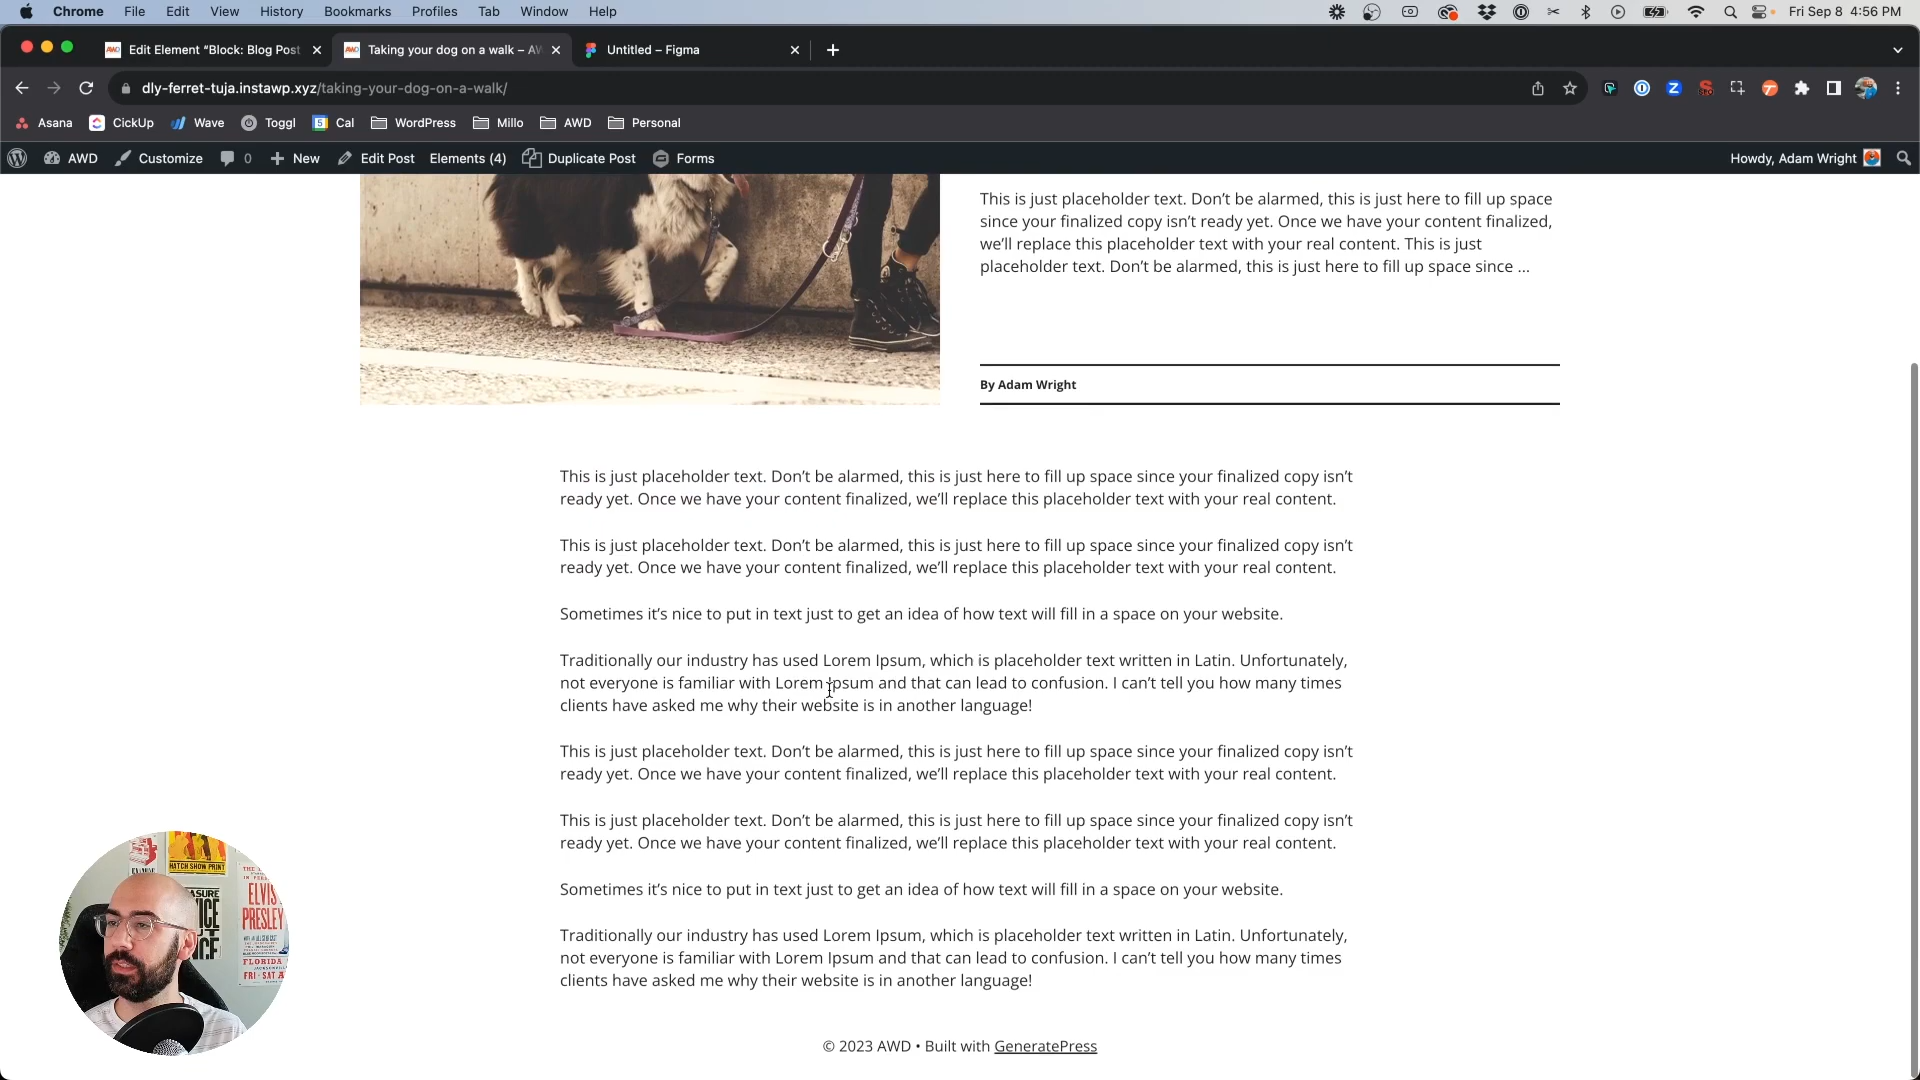 Chrome File Edit View History Bookmarks Profiles Tab Window Help Fri Sep 8 4:56 PM
Edit Element “Block: Blog Post Taking your dog on a walk – AW Untitled – Figma
dly-ferret-tuja.instawp.xyz/taking-your-dog-on-a-walk/
Asana CickUp Wave Toggl Cal WordPress Millo AWD Personal
AWD Customize 0 New Edit Post Elements (4) Duplicate Post Forms Howdy, Adam Wright
This is just placeholder text. Don’t be alarmed, this is just here to fill up space
since your finalized copy isn’t ready yet. Once we have your content finalized,
we’ll replace this placeholder text with your real content. This is just
placeholder text. Don’t be alarmed, this is just here to fill up space since ...
By Adam Wright
This is just placeholder text. Don’t be alarmed, this is just here to fill up space since your finalized copy isn’t
ready yet. Once we have your content finalized, we’ll replace this placeholder text with your real content.
This is just placeholder text. Don’t be alarmed, this is just here to fill up space since your finalized copy isn’t
ready yet. Once we have your content finalized, we’ll replace this placeholder text with your real content.
Sometimes it’s nice to put in text just to get an idea of how text will fill in a space on your website.
Traditionally our industry has used Lorem Ipsum, which is placeholder text written in Latin. Unfortunately,
not everyone is familiar with Lorem Ipsum and that can lead to confusion. I can’t tell you how many times
clients have asked me why their website is in another language!
This is just placeholder text. Don’t be alarmed, this is just here to fill up space since your finalized copy isn’t
ready yet. Once we have your content finalized, we’ll replace this placeholder text with your real content.
This is just placeholder text. Don’t be alarmed, this is just here to fill up space since your finalized copy isn’t
ready yet. Once we have your content finalized, we’ll replace this placeholder text with your real content.
Sometimes it’s nice to put in text just to get an idea of how text will fill in a space on your website.
Traditionally our industry has used Lorem Ipsum, which is placeholder text written in Latin. Unfortunately,
not everyone is familiar with Lorem Ipsum and that can lead to confusion. I can’t tell you how many times
clients have asked me why their website is in another language!
HATCH SHOW PRINT
ELVIS
PRESLEY
FLORIDA
© 2023 AWD • Built with GeneratePress